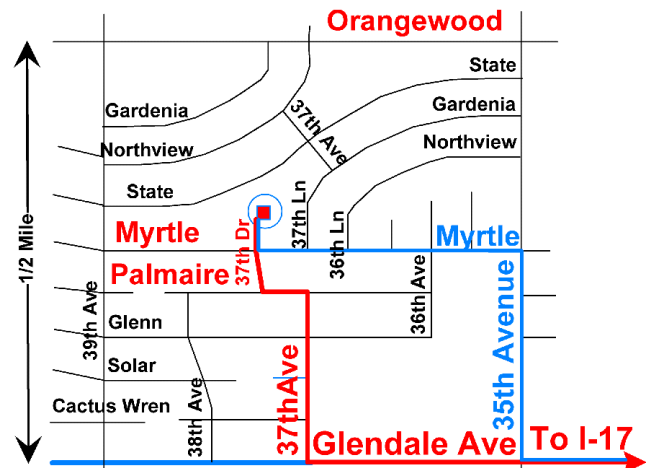 Orangewood
State
Gardenia
Gardenia
37th Ave
Northview
Northview
State
37th Ln
36th Ln
Myrtle
37th Dr
Myrtle
1/2 Mile
Palmaire
39th Ave
36th Ave
35th Avenue
Glenn
Solar
Cactus Wren
38th Ave
37thAve
Glendale Ave
To I-17